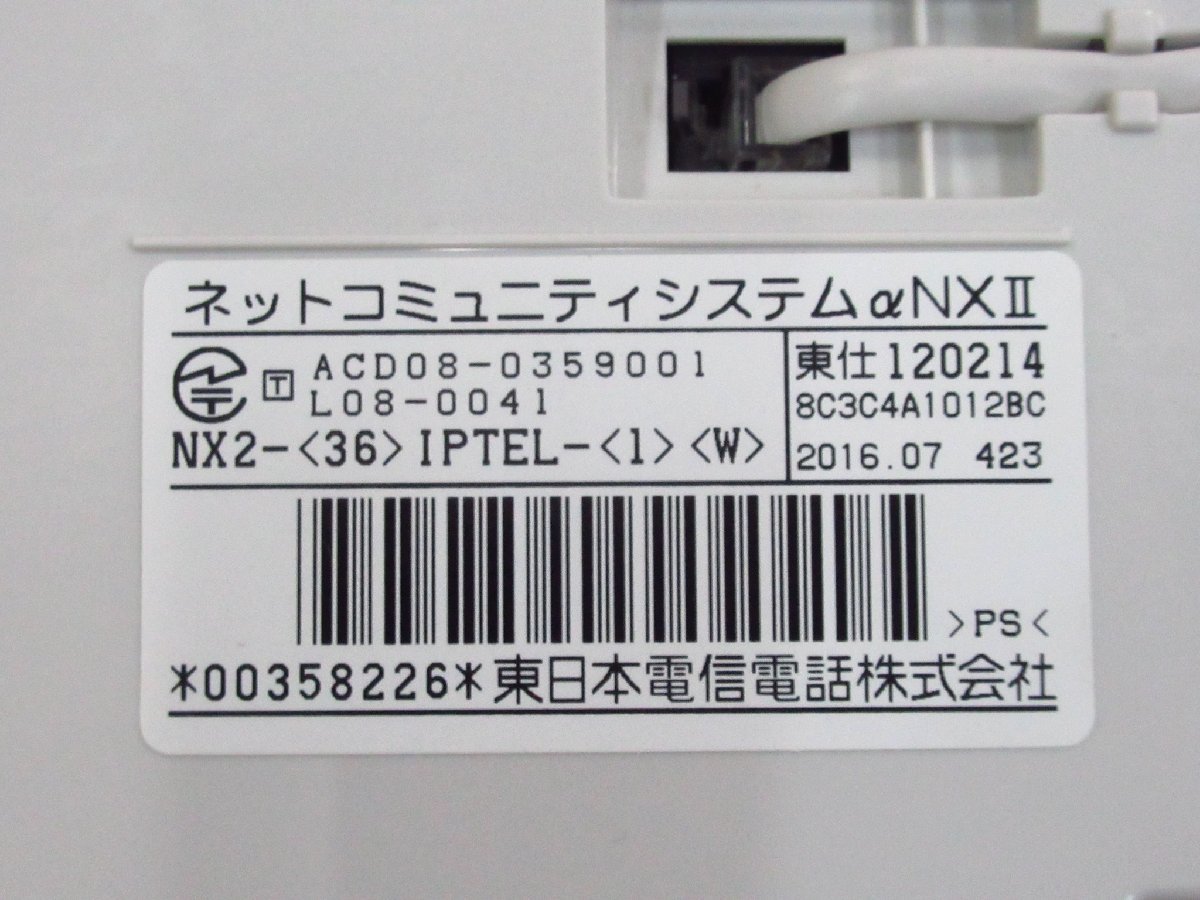 ネットコミュニティシステムαNXⅡ
T ACD08-0359001
L08-0041
NX2-<36>IPTEL-<1><W>
東仕120214
8C3C4A1012BC
2016.07 423
>PS<
*00358226*東日本電信電話株式会社